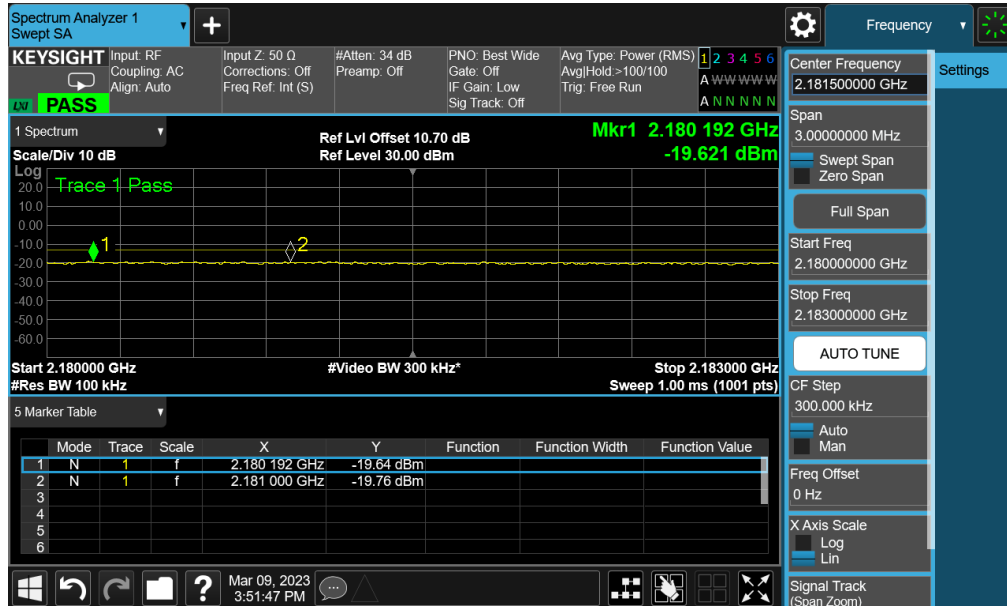 Spectrum Analyzer 1
Swept SA
+
Frequency
KEYSIGHT
LXI
PASS
Input: RF
Coupling: AC
Align: Auto
Input Z: 50 Ω
Corrections: Off
Freq Ref: Int (S)
#Atten: 34 dB
Preamp: Off
PNO: Best Wide
Gate: Off
IF Gain: Low
Sig Track: Off
Avg Type: Power (RMS)
Avg|Hold:>100/100
Trig: Free Run
1 2 3 4 5 6
A W W W W W
A N N N N N
1 Spectrum
Scale/Div 10 dB
Ref Lvl Offset 10.70 dB
Ref Level 30.00 dBm
Mkr1 2.180 192 GHz
-19.621 dBm
Log
Trace 1 Pass
20.0
10.0
0.00
-10.0
-20.0
-30.0
-40.0
-50.0
-60.0
1
2
Start 2.180000 GHz
#Video BW 300 kHz*
Stop 2.183000 GHz
#Res BW 100 kHz
Sweep 1.00 ms (1001 pts)
5 Marker Table
Mode Trace Scale X Y Function Function Width Function Value
1 N 1 f 2.180 192 GHz -19.64 dBm
2 N 1 f 2.181 000 GHz -19.76 dBm
3
4
5
6
?
Mar 09, 2023
3:51:47 PM
Center Frequency
2.181500000 GHz
Settings
Span
3.00000000 MHz
Swept Span
Zero Span
Full Span
Start Freq
2.180000000 GHz
Stop Freq
2.183000000 GHz
AUTO TUNE
CF Step
300.000 kHz
Auto
Man
Freq Offset
0 Hz
X Axis Scale
Log
Lin
Signal Track
(Span Zoom)